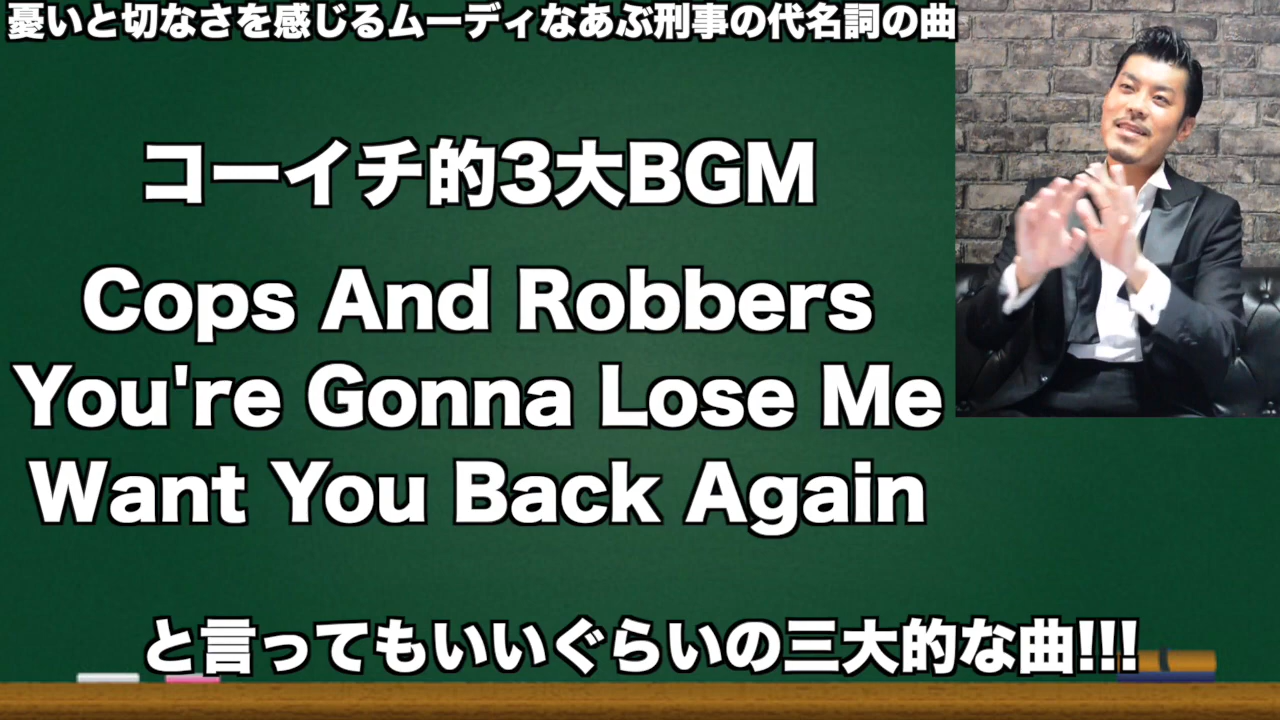 憂いと切なさを感じるムーディなあぶ刑事の代名詞の曲
コーイチ的3大BGM
Cops And Robbers
You're Gonna Lose Me
Want You Back Again
と言ってもいいぐらいの三大的な曲!!!